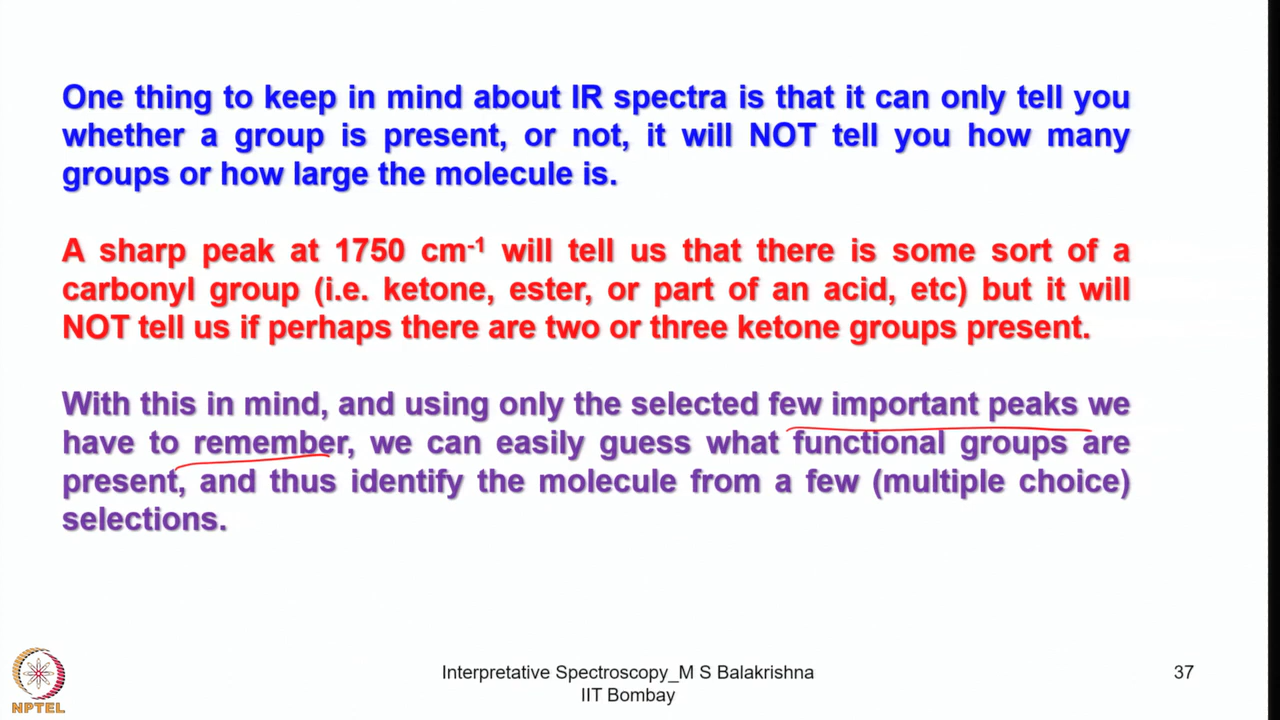 One thing to keep in mind about IR spectra is that it can only tell you
whether a group is present, or not, it will NOT tell you how many
groups or how large the molecule is.
A sharp peak at 1750 cm⁻¹ will tell us that there is some sort of a
carbonyl group (i.e. ketone, ester, or part of an acid, etc) but it will
NOT tell us if perhaps there are two or three ketone groups present.
With this in mind, and using only the selected few important peaks we
have to remember, we can easily guess what functional groups are
present, and thus identify the molecule from a few (multiple choice)
selections.
Interpretative Spectroscopy_M S Balakrishna
IIT Bombay
37
NPTEL